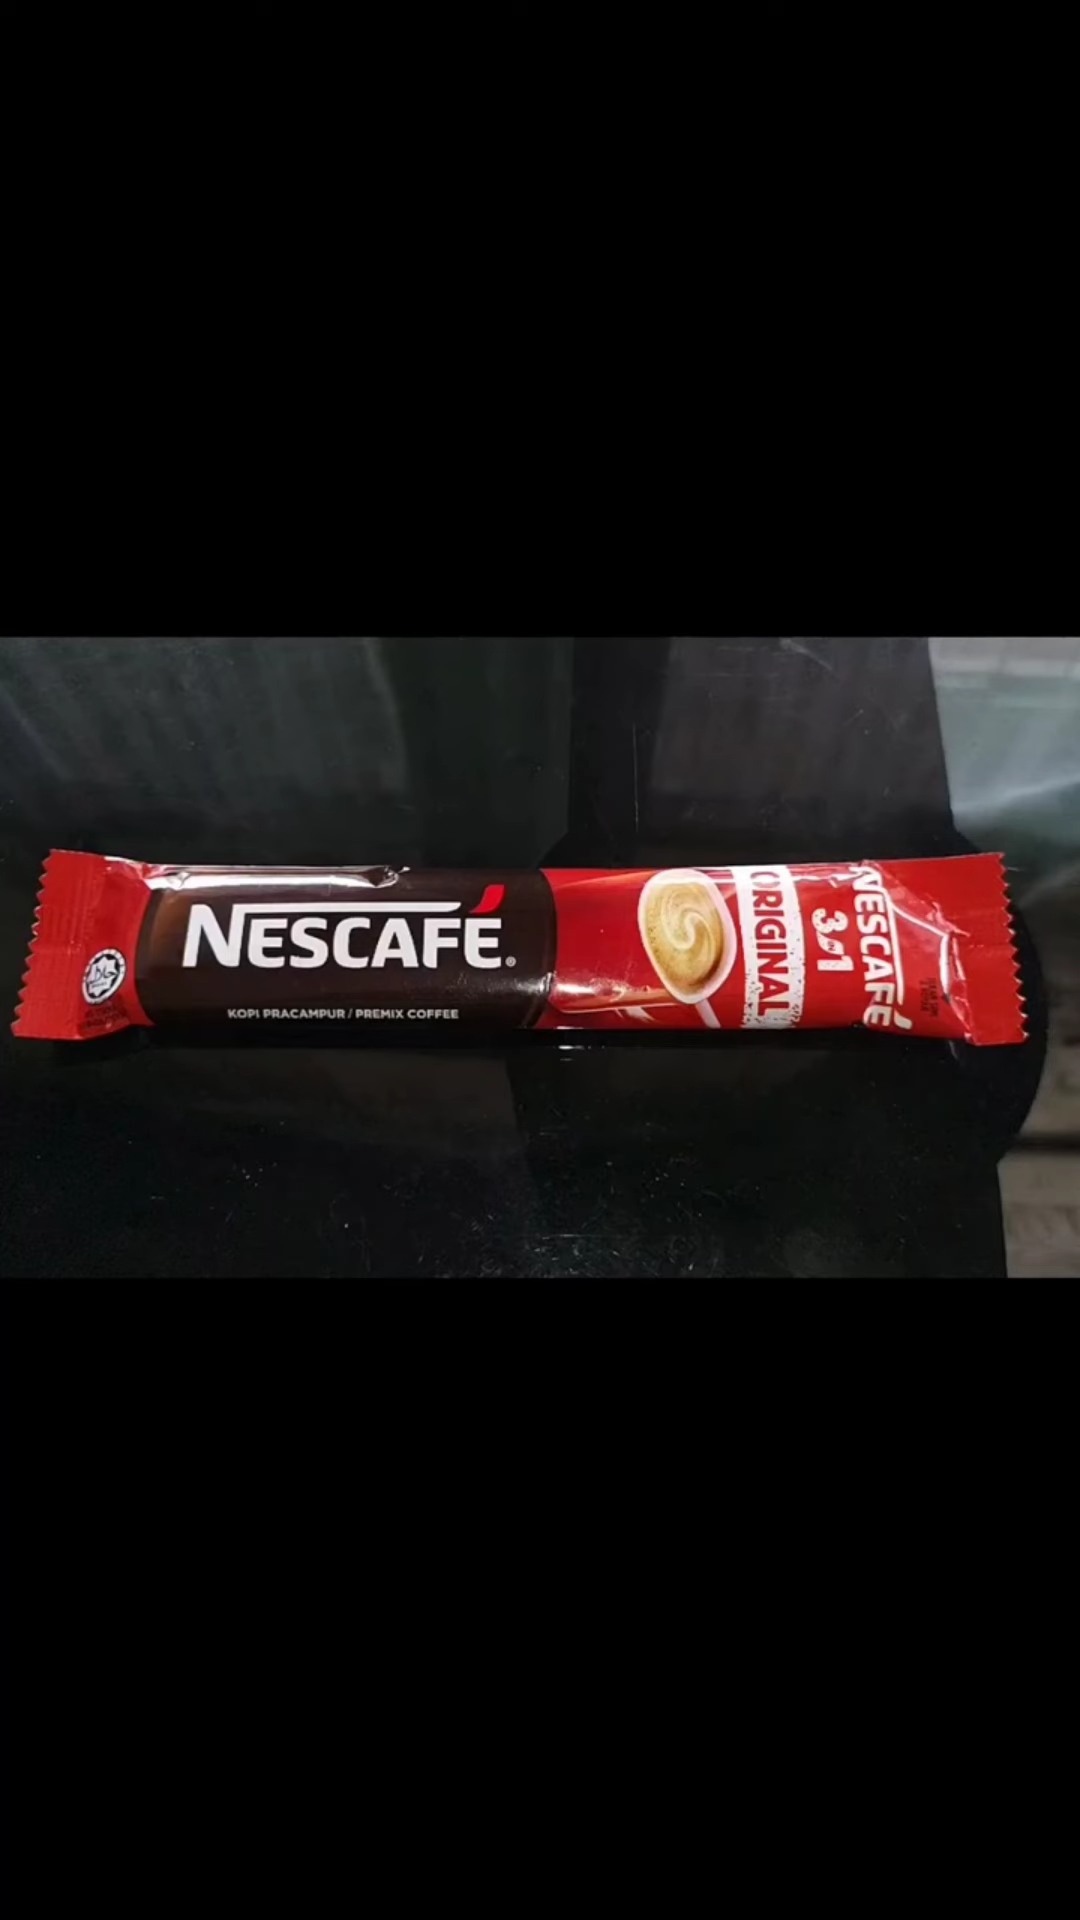 NESCAFÉ®
KOPI PRACAMPUR / PREMIX COFFEE
NESCAFÉ
3in1
ORIGINAL